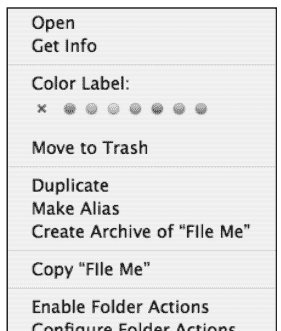 Open
Get Info
Color Label:
×
Move to Trash
Duplicate
Make Alias
Create Archive of “FIle Me”
Copy “FIle Me”
Enable Folder Actions
Configure Folder Actions